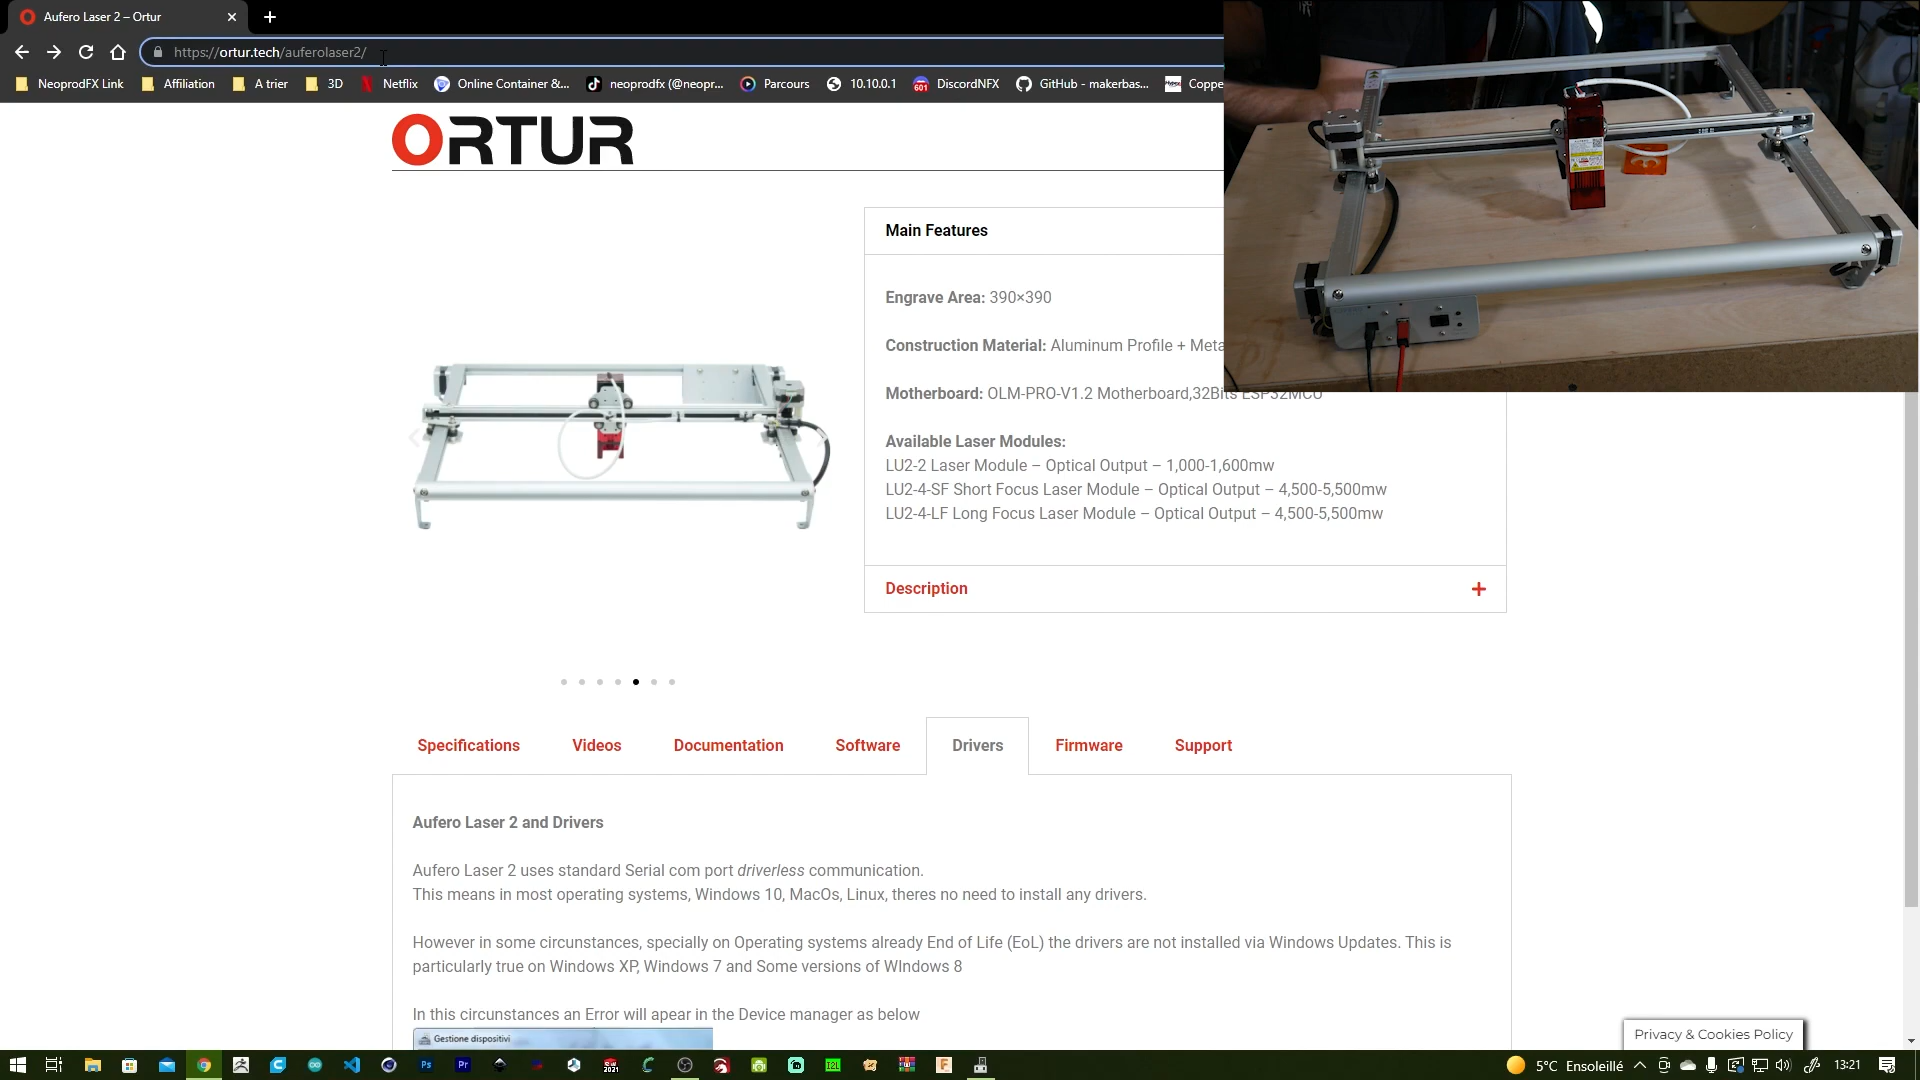 Aufero Laser 2 – Ortur
https://ortur.tech/auferolaser2/
NeoprodFX Link
Affiliation
A trier
3D
Netflix
Online Container &...
neoprodfx (@neopr...
Parcours
10.10.0.1
DiscordNFX
GitHub - makerbas...
Coppe
ORTUR
Main Features
Engrave Area: 390×390
Construction Material: Aluminum Profile + Meta
Motherboard: OLM-PRO-V1.2 Motherboard,32Bits ESP32MCU
Available Laser Modules:
LU2-2 Laser Module – Optical Output – 1,000-1,600mw
LU2-4-SF Short Focus Laser Module – Optical Output – 4,500-5,500mw
LU2-4-LF Long Focus Laser Module – Optical Output – 4,500-5,500mw
Description
Specifications
Videos
Documentation
Software
Drivers
Firmware
Support
Aufero Laser 2 and Drivers
Aufero Laser 2 uses standard Serial com port driverless communication.
This means in most operating systems, Windows 10, MacOs, Linux, theres no need to install any drivers.
However in some circumstances, specially on Operating systems already End of Life (EoL) the drivers are not installed via Windows Updates. This is
particularly true on Windows XP, Windows 7 and Some versions of WIndows 8
In this circumstances an Error will apear in the Device manager as below
Gestione dispositivi
Privacy & Cookies Policy
5°C Ensoleillé
13:21